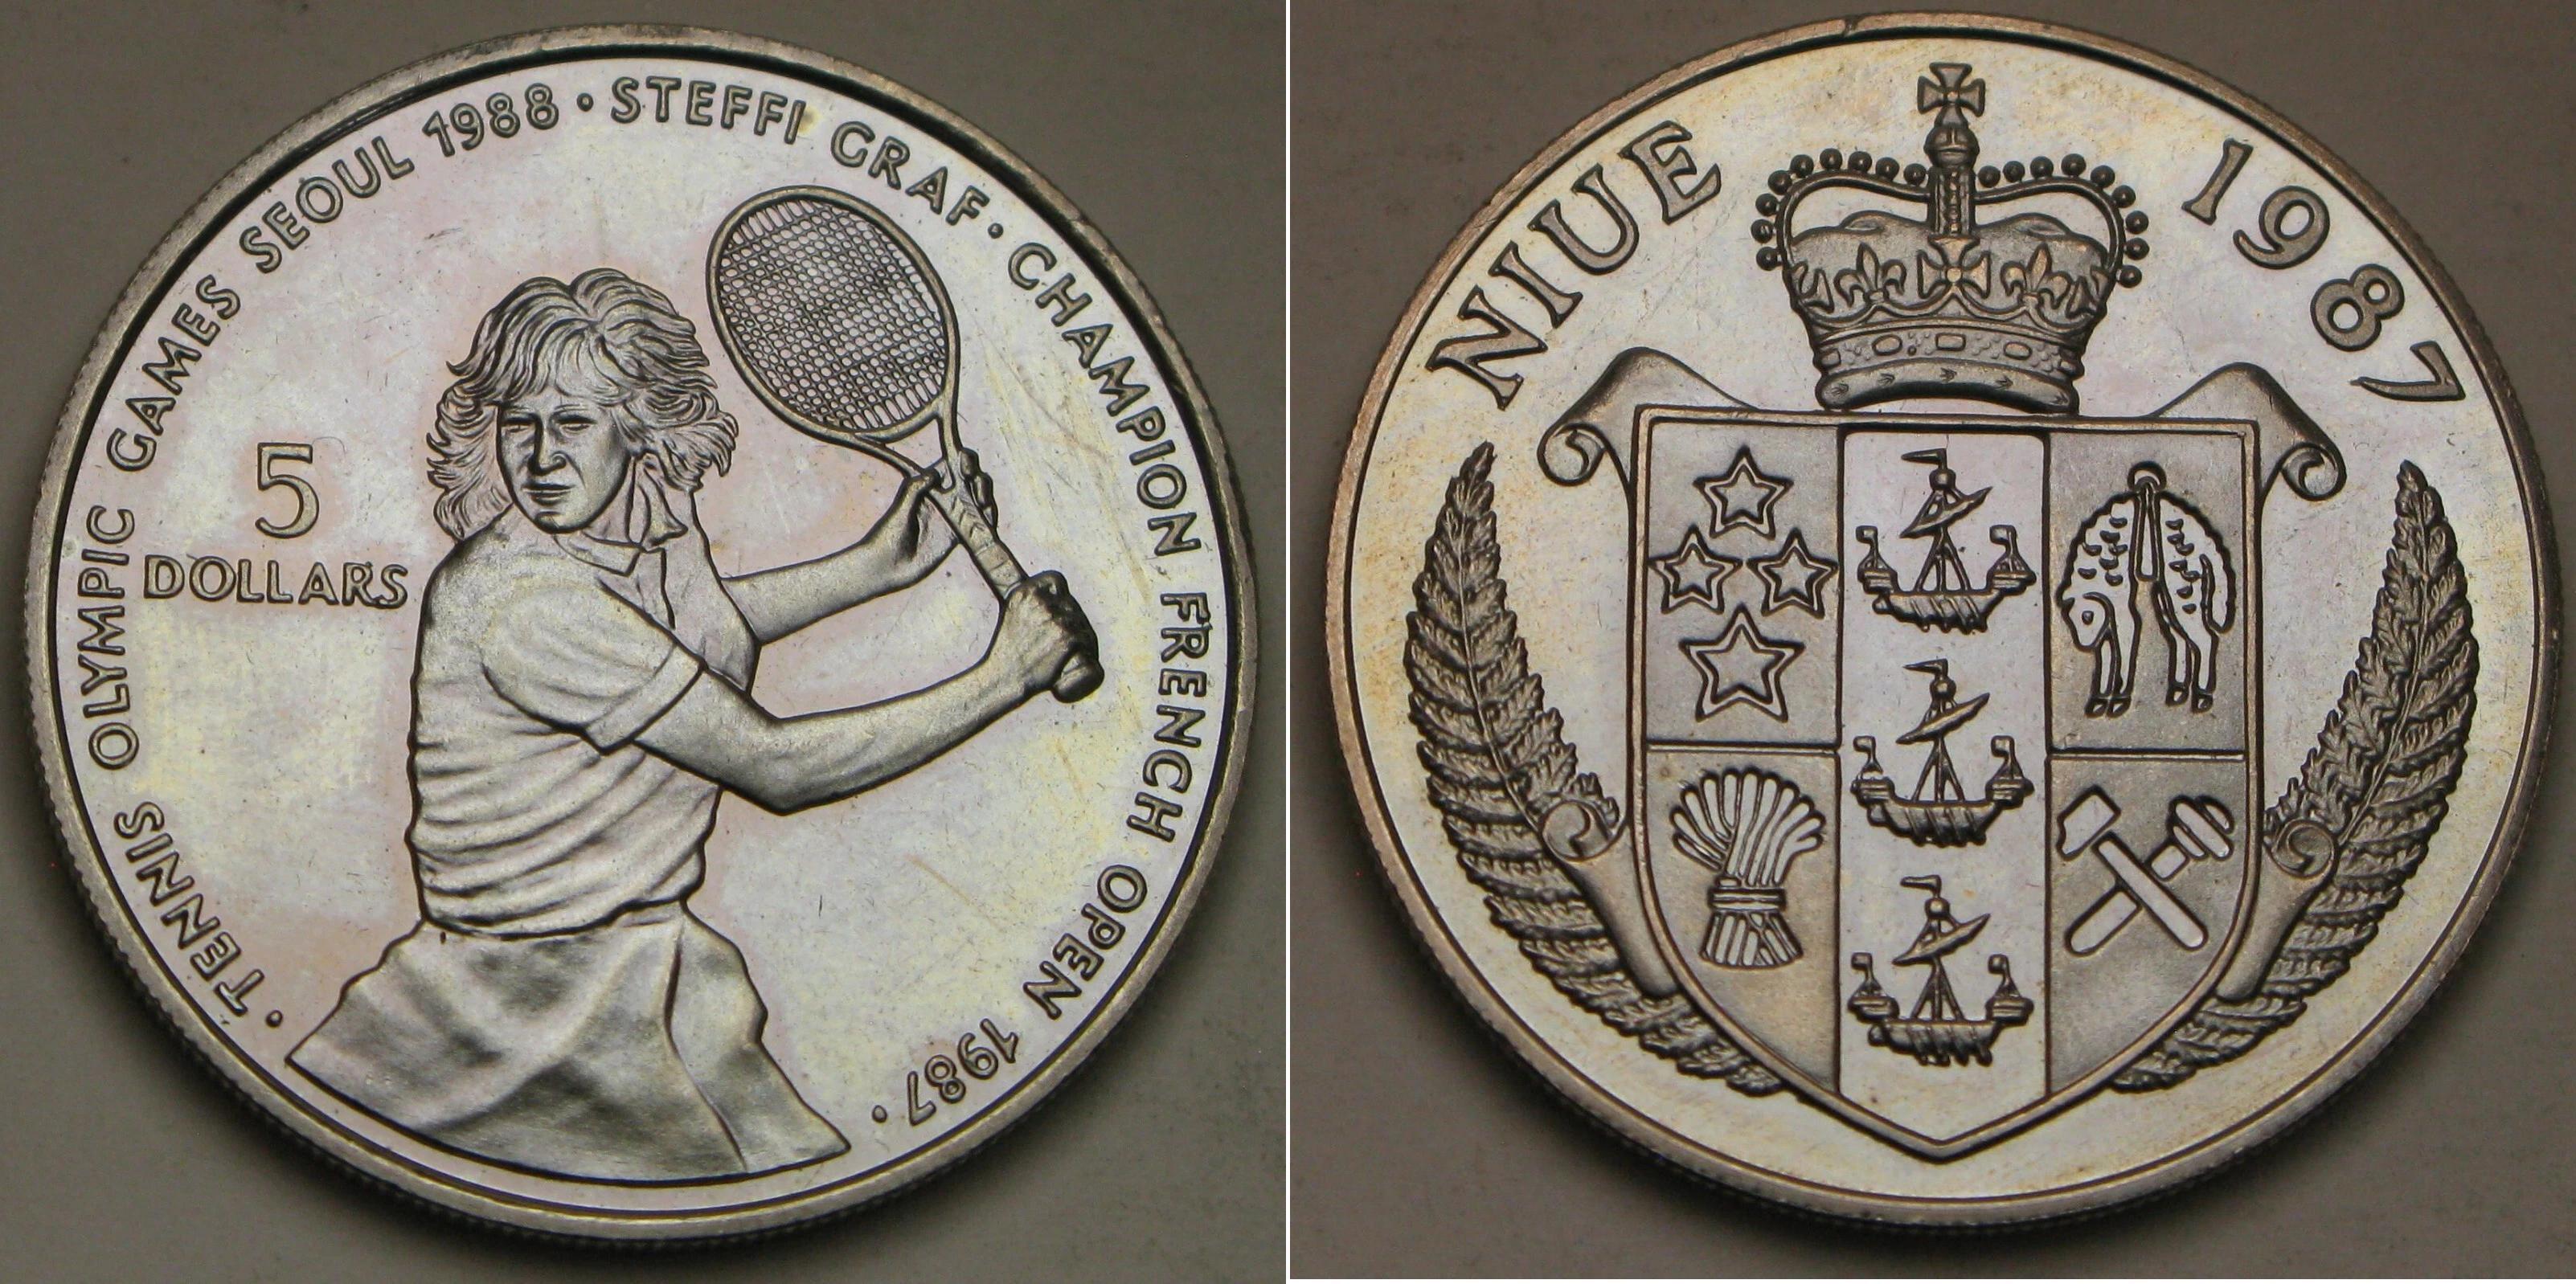 · TENNIS OLYMPIC GAMES SEOUL 1988 · STEFFI GRAF · CHAMPION, FRENCH OPEN 1987 ·
5
DOLLARS
NIUE 1987